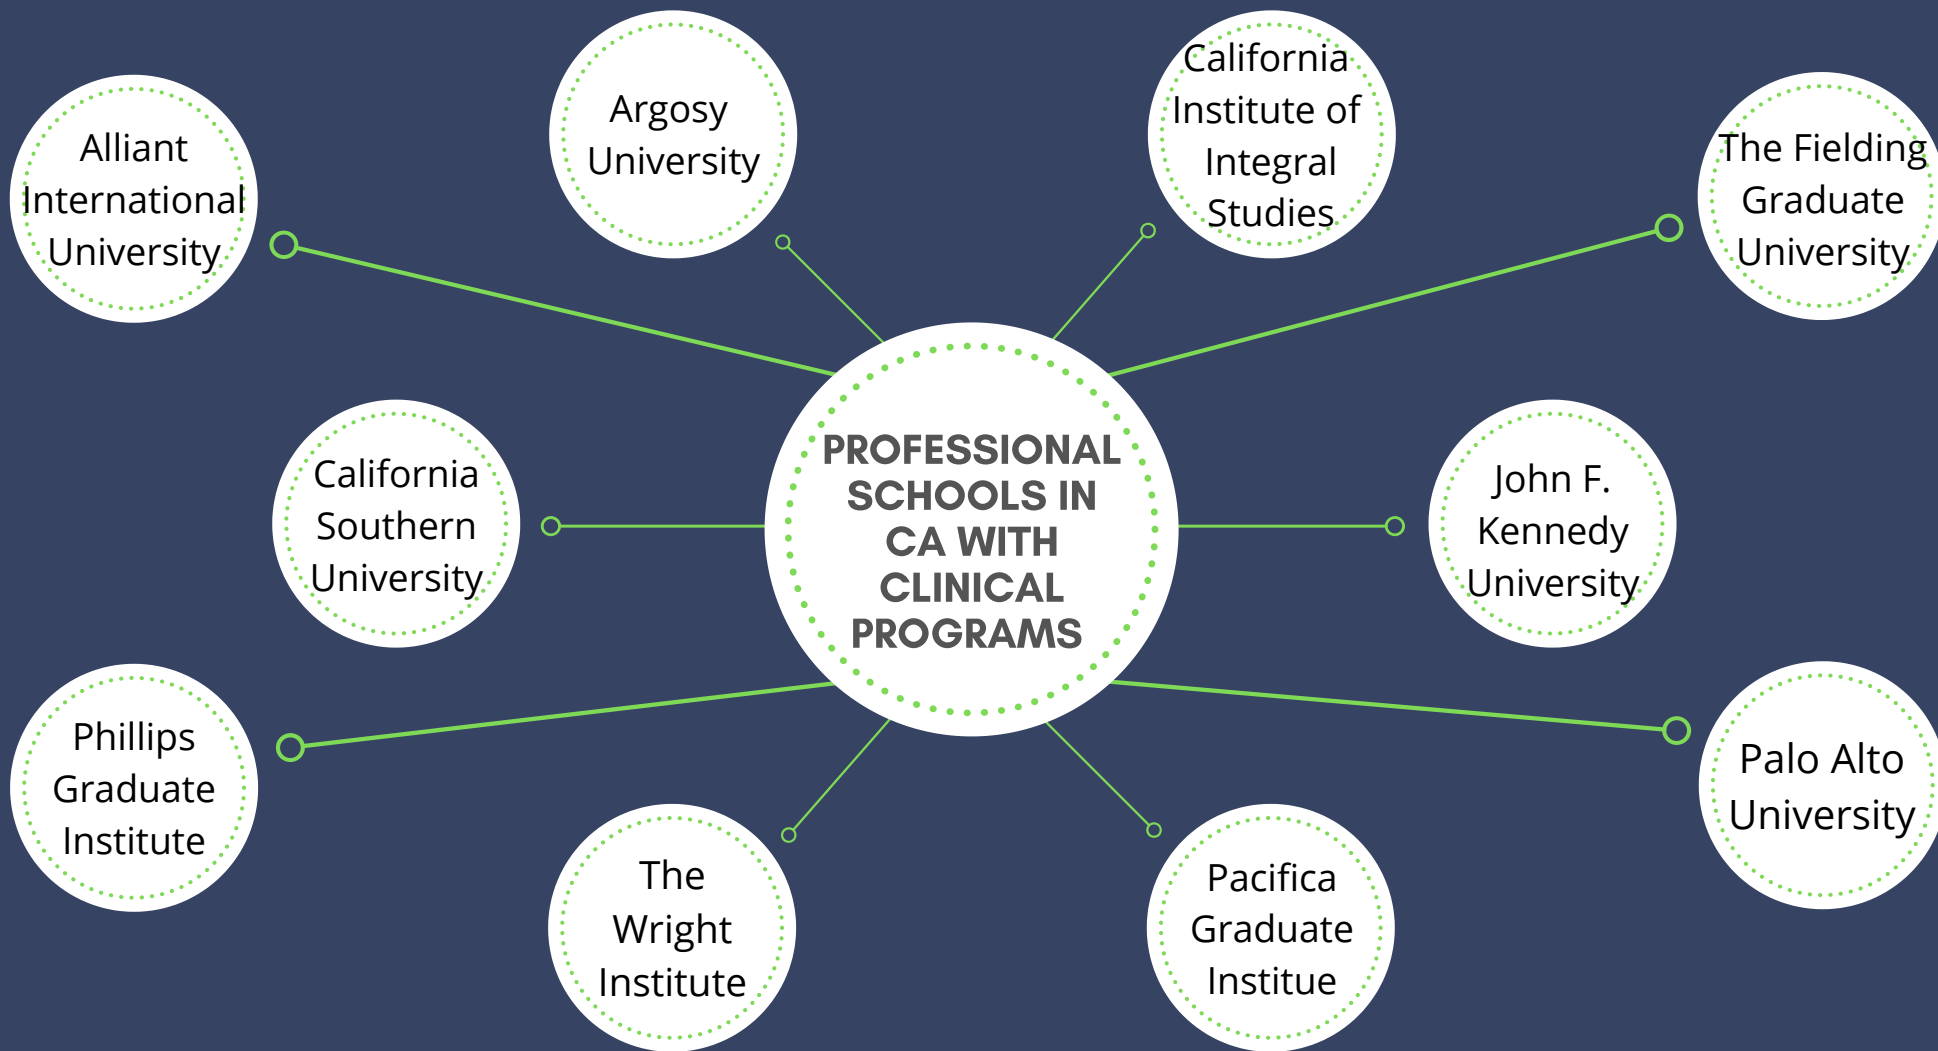 Alliant
International
University
Argosy
University
California
Institute of
Integral
Studies
The Fielding
Graduate
University
PROFESSIONAL
SCHOOLS IN
CA WITH
CLINICAL
PROGRAMS
California
Southern
University
John F.
Kennedy
University
Phillips
Graduate
Institute
The
Wright
Institute
Pacifica
Graduate
Institue
Palo Alto
University